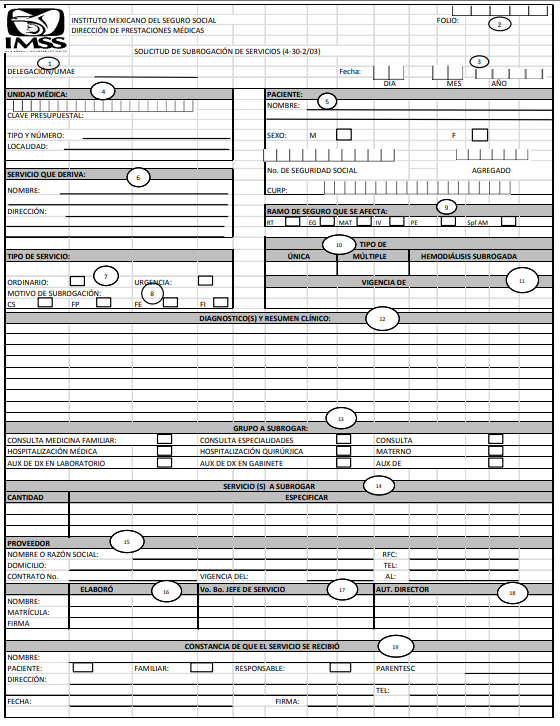 IMSS
INSTITUTO MEXICANO DEL SEGURO SOCIAL
DIRECCIÓN DE PRESTACIONES MÉDICAS
FOLIO:
2
SOLICITUD DE SUBROGACIÓN DE SERVICIOS (4-30-2/03)
1
DELEGACIÓN/UMAE
3
Fecha:
DIA MES AÑO
UNIDAD MÉDICA: 4
CLAVE PRESUPUESTAL:
TIPO Y NÚMERO:
LOCALIDAD:
PACIENTE:
NOMBRE: 5
SEXO: M F
No. DE SEGURIDAD SOCIAL AGREGADO
CURP:
SERVICIO QUE DERIVA: 6
NOMBRE:
DIRECCIÓN:
RAMO DE SEGURO QUE SE AFECTA: 9
RT EG MAT IV PE Spf AM
10 TIPO DE
ÚNICA MÚLTIPLE HEMODIÁLISIS SUBROGADA
VIGENCIA DE 11
TIPO DE SERVICIO:
ORDINARIO: 7 URGENCIA:
MOTIVO DE SUBROGACIÓN: 8
CS FP FE FI
DIAGNOSTICO(S) Y RESUMEN CLÍNICO: 12
13
GRUPO A SUBROGAR:
CONSULTA MEDICINA FAMILIAR: CONSULTA ESPECIALIDADES CONSULTA
HOSPITALIZACIÓN MÉDICA HOSPITALIZACIÓN QUIRÚRJICA MATERNO
AUX DE DX EN LABORATORIO AUX DE DX EN GABINETE AUX DE
SERVICIO (S) A SUBROGAR 14
CANTIDAD ESPECIFICAR
PROVEEDOR 15
NOMBRE O RAZÓN SOCIAL: RFC:
DOMICILIO: TEL:
CONTRATO No. VIGENCIA DEL: AL:
ELABORÓ 16 Vo. Bo. JEFE DE SERVICIO 17 AUT. DIRECTOR 18
NOMBRE:
MATRÍCULA:
FIRMA
CONSTANCIA DE QUE EL SERVICIO SE RECIBIÓ 19
NOMBRE:
PACIENTE: FAMILIAR: RESPONSABLE: PARENTESC
DIRECCIÓN:
TEL:
FECHA: FIRMA: